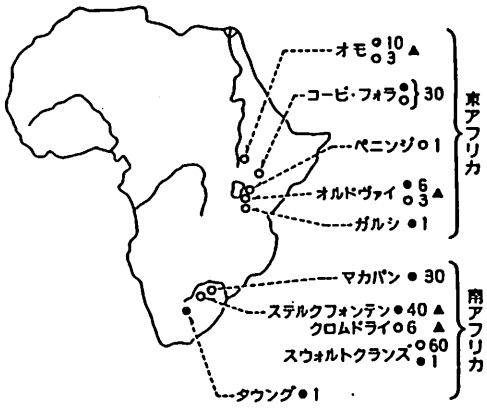 オモ ○10
○3 ▲
コービ・フォラ ●○}30
ペニンジ ○1
オルドヴァイ ●6
○3 ▲
ガルシ ●1
東アフリカ
マカパン ●30
ステルクフォンテン ●40 ▲
クロムドライ ○6 ▲
スウォルトクランズ ○60
●1
タウング ●1
南アフリカ